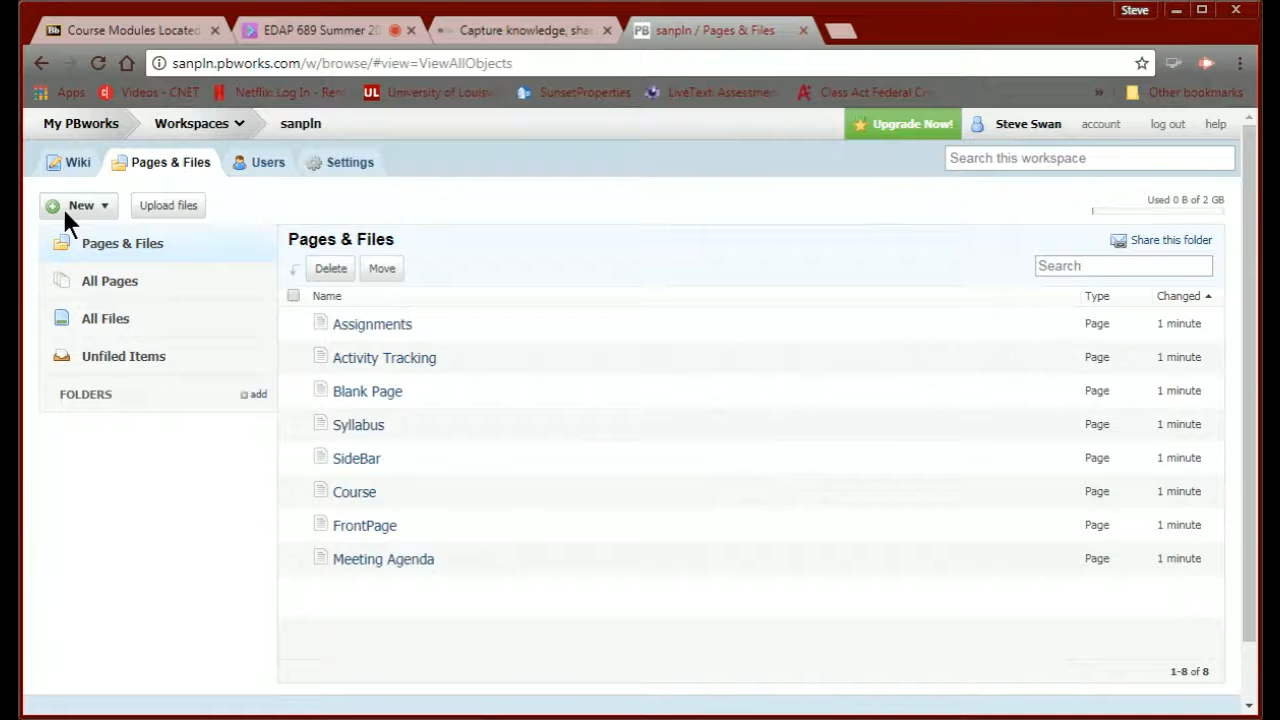 Steve
Course Modules Located
EDAP 689 Summer 20
Capture knowledge, sha
sanpln / Pages & Files
sanpln.pbworks.com/w/browse/#view=ViewAllObjects
Apps
Videos - CNET
Netflix: Log In - Ren
University of Louisv
SunsetProperties
LiveText: Assessme
Class Act Federal Cr
»
Other bookmarks
My PBworks
Workspaces
sanpln
Upgrade Now!
Steve Swan
account
log out
help
Wiki
Pages & Files
Users
Settings
Search this workspace
New
Upload files
Used 0 B of 2 GB
Pages & Files
All Pages
All Files
Unfiled Items
FOLDERS
add
Pages & Files
Share this folder
Delete
Move
Search
Name Type Changed
Assignments Page 1 minute
Activity Tracking Page 1 minute
Blank Page Page 1 minute
Syllabus Page 1 minute
SideBar Page 1 minute
Course Page 1 minute
FrontPage Page 1 minute
Meeting Agenda Page 1 minute
1-8 of 8